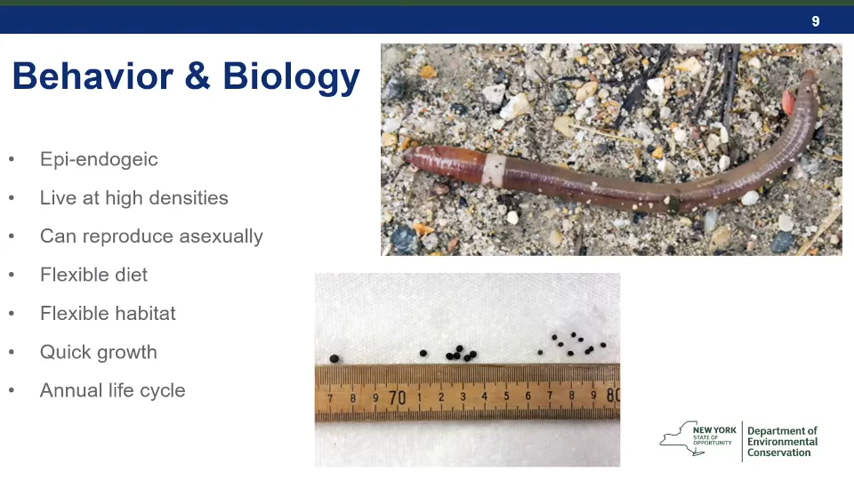 9
Behavior & Biology
• Epi-endogeic
• Live at high densities
• Can reproduce asexually
• Flexible diet
• Flexible habitat
• Quick growth
• Annual life cycle
7 8 9 70 1 2 3 4 5 6 7 8 9 80
NEW YORK
STATE OF
OPPORTUNITY
Department of
Environmental
Conservation